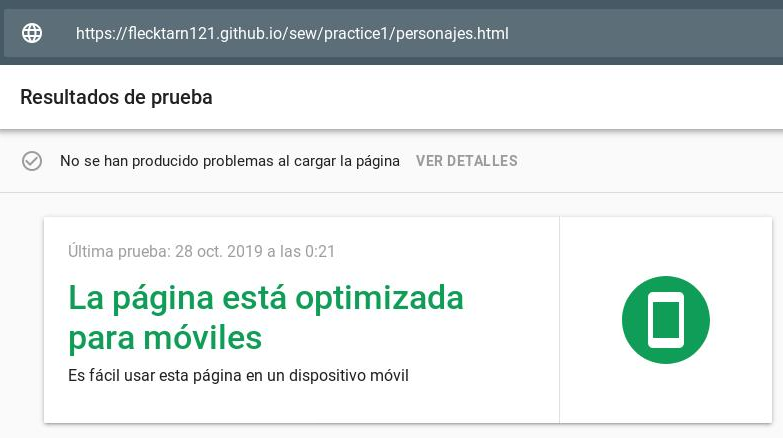 https://flecktarn121.github.io/sew/practice1/personajes.html
Resultados de prueba
No se han producido problemas al cargar la página VER DETALLES
Última prueba: 28 oct. 2019 a las 0:21
La página está optimizada
para móviles
Es fácil usar esta página en un dispositivo móvil